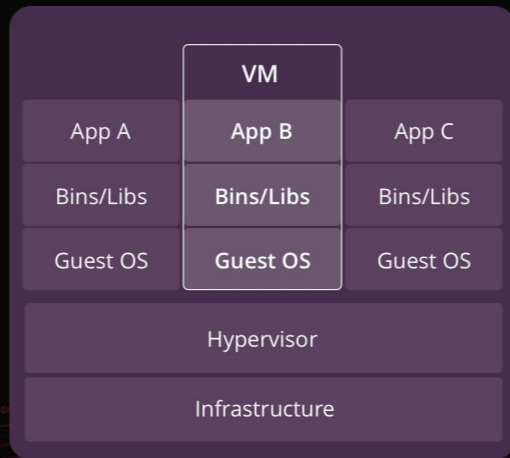 VM
App A App B App C
Bins/Libs Bins/Libs Bins/Libs
Guest OS Guest OS Guest OS
Hypervisor
Infrastructure